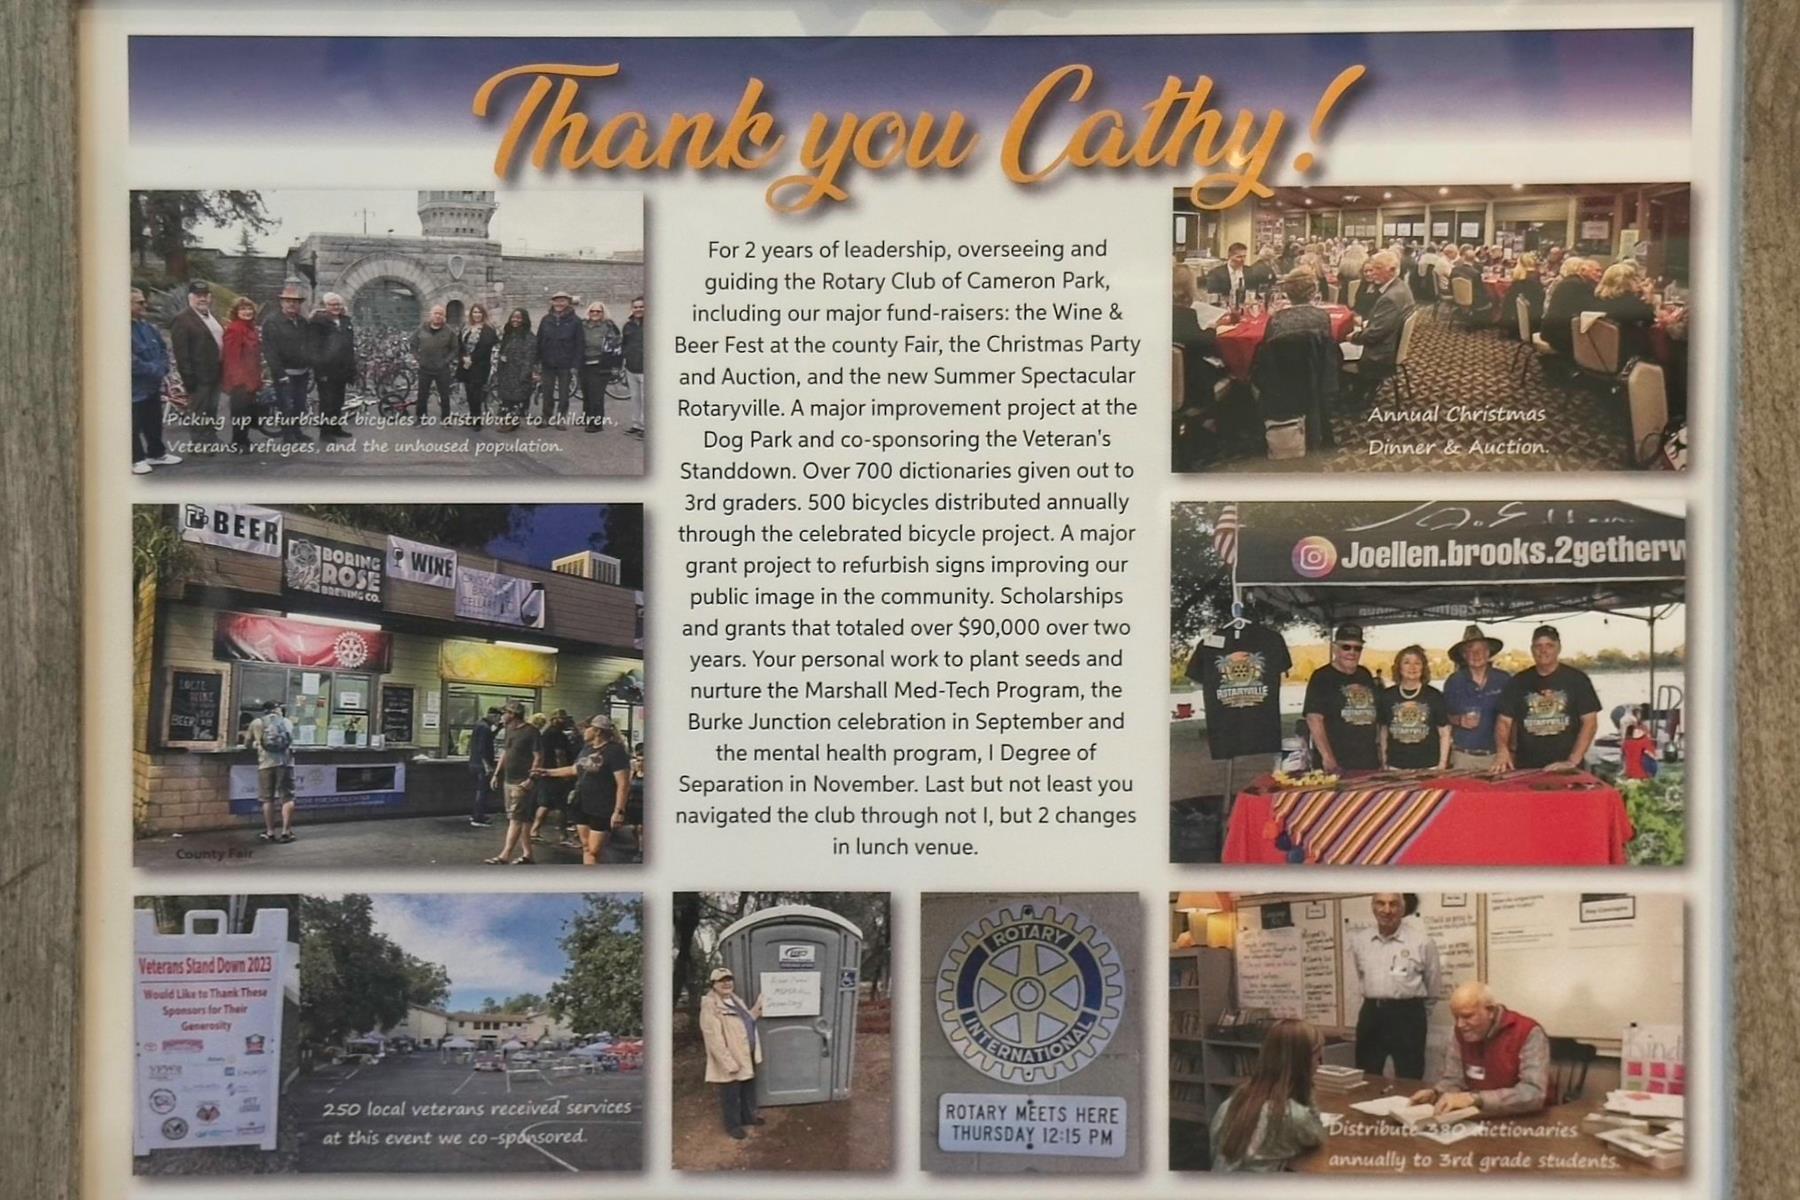 Thank you Cathy!
For 2 years of leadership, overseeing and
guiding the Rotary Club of Cameron Park,
including our major fund-raisers: the Wine &
Beer Fest at the county Fair, the Christmas Party
and Auction, and the new Summer Spectacular
Rotaryville. A major improvement project at the
Dog Park and co-sponsoring the Veteran's
Standdown. Over 700 dictionaries given out to
3rd graders. 500 bicycles distributed annually
through the celebrated bicycle project. A major
grant project to refurbish signs improving our
public image in the community. Scholarships
and grants that totaled over $90,000 over two
years. Your personal work to plant seeds and
nurture the Marshall Med-Tech Program, the
Burke Junction celebration in September and
the mental health program, I Degree of
Separation in November. Last but not least you
navigated the club through not I, but 2 changes
in lunch venue.
Picking up refurbished bicycles to distribute to children,
Veterans, refugees, and the unhoused population.
Annual Christmas
Dinner & Auction.
BEER
BORING
ROSE
BREWING CO.
WINE
CELLARS
BEER
County Fair
Joellen.brooks.2getherw
ROTARYVILLE
ROTARYVILLE
ROTARYVILLE
ROTARYVILLE
Veterans Stand Down 2023
Would Like to Thank These
Sponsors for Their
Generosity
250 local veterans received services
at this event we co-sponsored.
ROTARY
INTERNATIONAL
ROTARY MEETS HERE
THURSDAY 12:15 PM
Key Concepts
Kind
Distribute 380 dictionaries
annually to 3rd grade students.